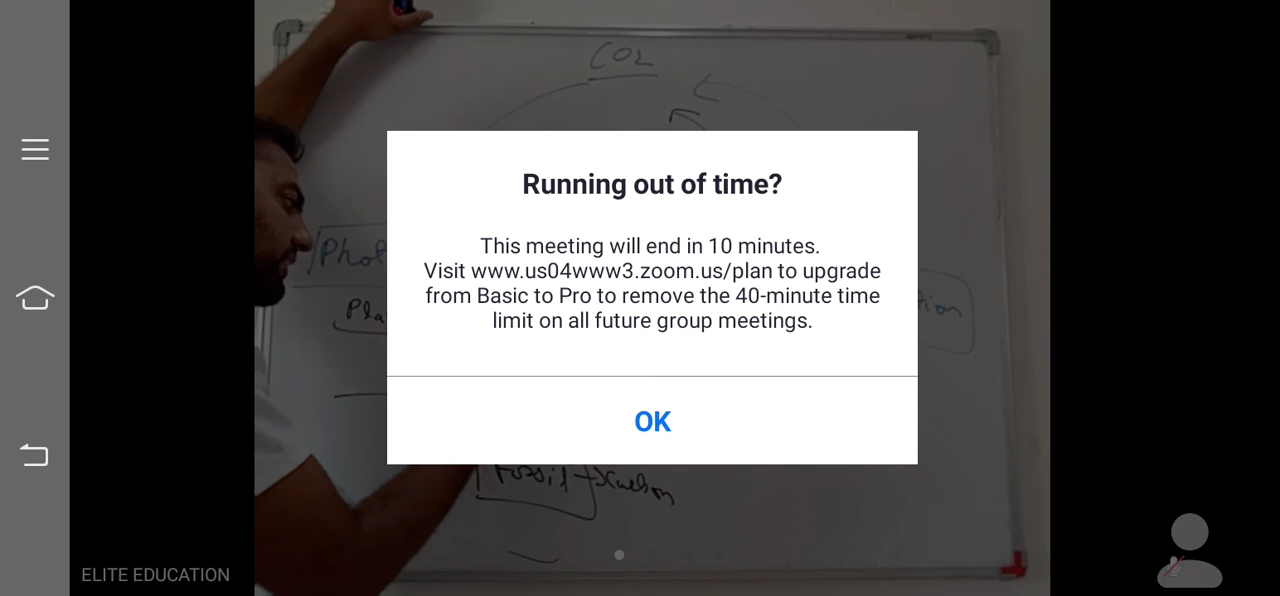 CO2
Running out of time?
This meeting will end in 10 minutes.
Visit www.us04www3.zoom.us/plan to upgrade
from Basic to Pro to remove the 40-minute time
limit on all future group meetings.
OK
Fossil
ELITE EDUCATION